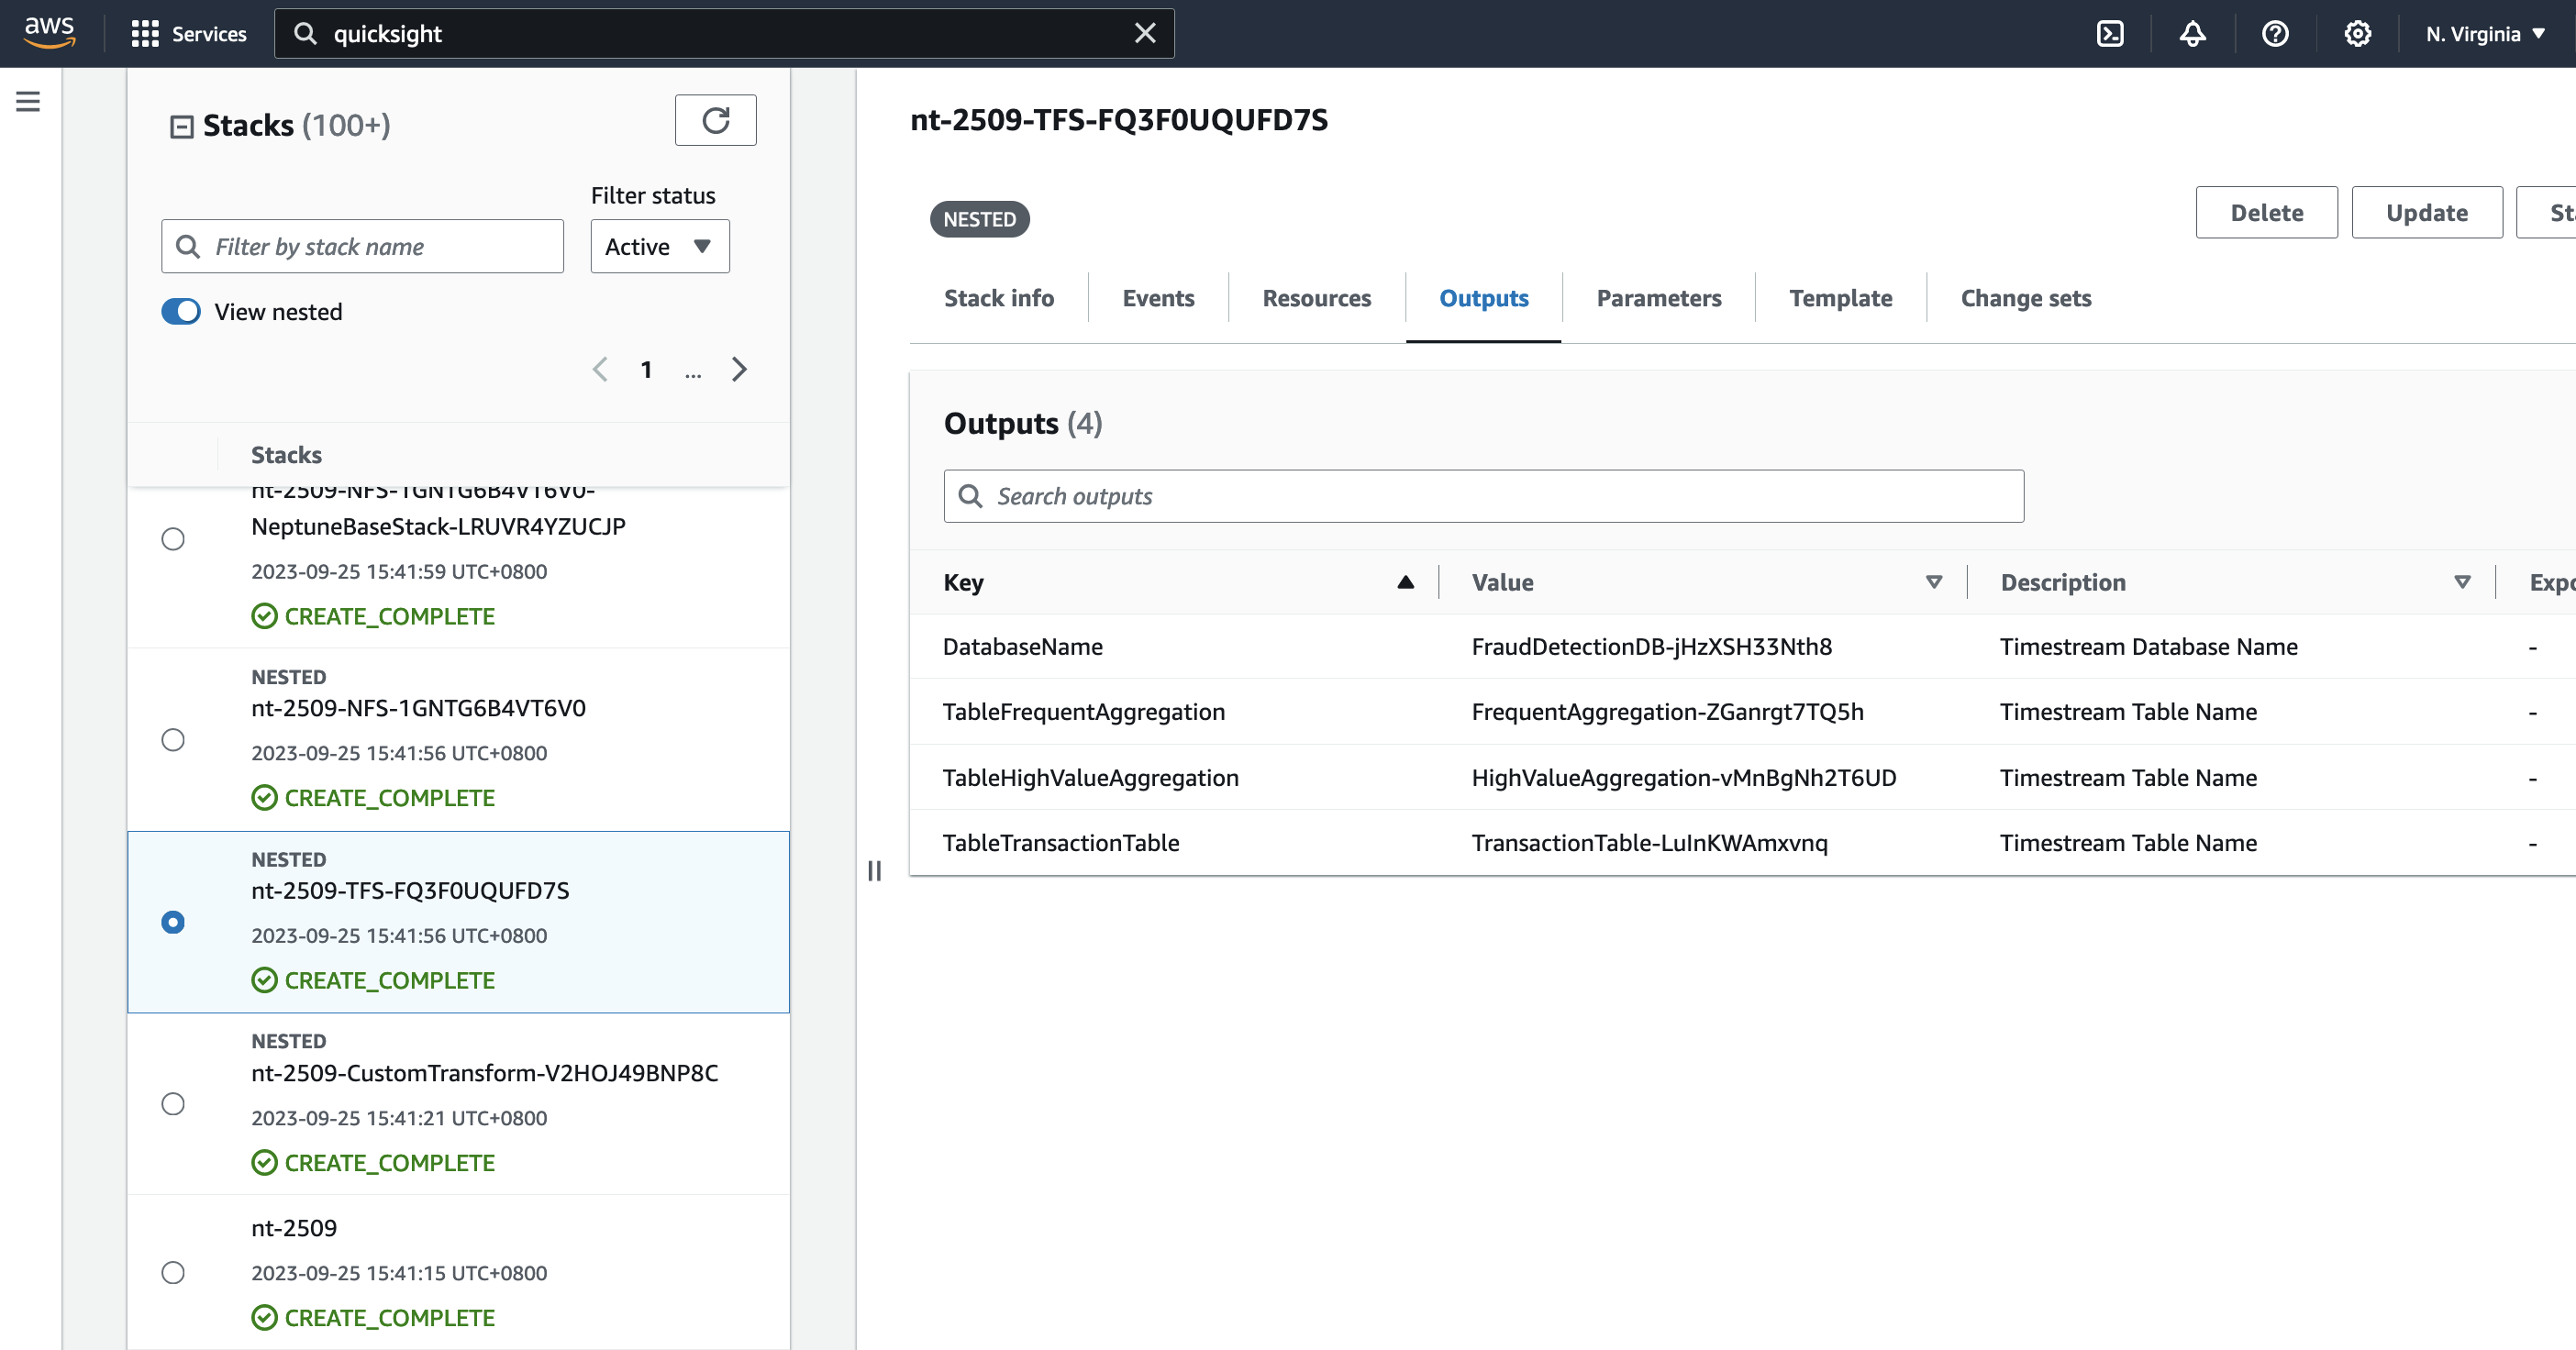 aws
Services
quicksight
N. Virginia
Stacks (100+)
Filter status
Filter by stack name
Active
View nested
1 ...
Stacks
nt-2509-NFS-1GNTG6B4VT6V0-
NeptuneBaseStack-LRUVR4YZUCJP
2023-09-25 15:41:59 UTC+0800
CREATE_COMPLETE
NESTED
nt-2509-NFS-1GNTG6B4VT6V0
2023-09-25 15:41:56 UTC+0800
CREATE_COMPLETE
NESTED
nt-2509-TFS-FQ3F0UQUFD7S
2023-09-25 15:41:56 UTC+0800
CREATE_COMPLETE
NESTED
nt-2509-CustomTransform-V2HOJ49BNP8C
2023-09-25 15:41:21 UTC+0800
CREATE_COMPLETE
nt-2509
2023-09-25 15:41:15 UTC+0800
CREATE_COMPLETE
nt-2509-TFS-FQ3F0UQUFD7S
NESTED
Delete Update
Stack info Events Resources Outputs Parameters Template Change sets
Outputs (4)
Search outputs
Key Value Description
DatabaseName FraudDetectionDB-jHzXSH33Nth8 Timestream Database Name -
TableFrequentAggregation FrequentAggregation-ZGanrgt7TQ5h Timestream Table Name -
TableHighValueAggregation HighValueAggregation-vMnBgNh2T6UD Timestream Table Name -
TableTransactionTable TransactionTable-LuInKWAmxvnq Timestream Table Name -